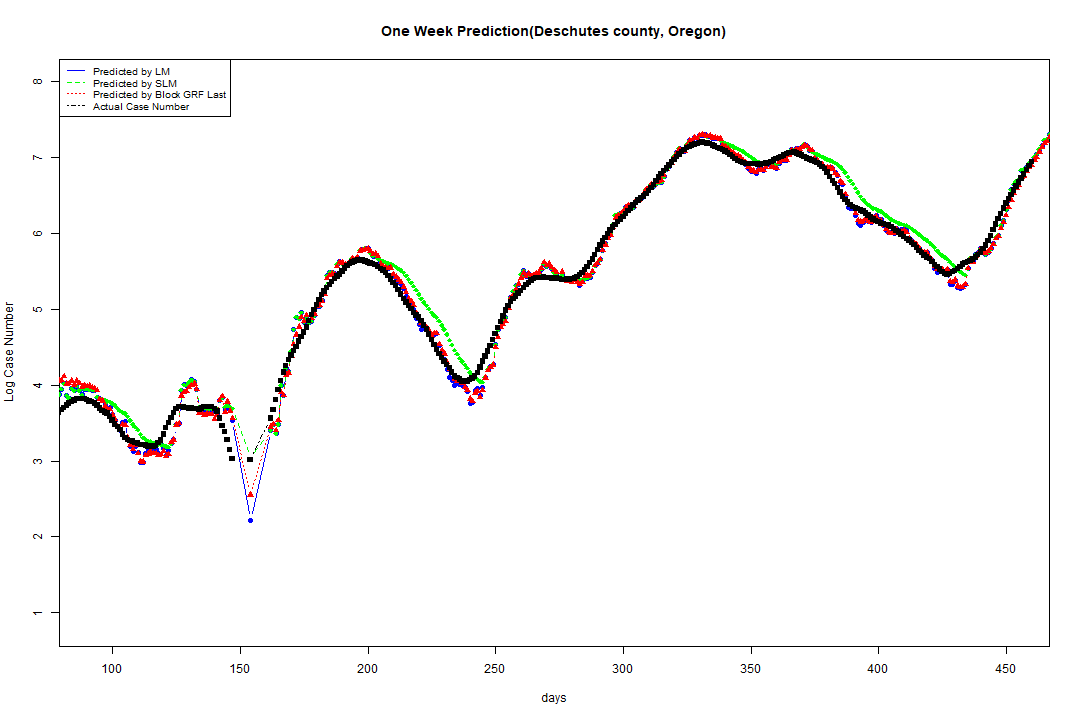 One Week Prediction(Deschutes county, Oregon)
Predicted by LM
Predicted by SLM
Predicted by Block GRF Last
Actual Case Number
8
7
6
5
4
3
2
1
Log Case Number
100 150 200 250 300 350 400 450
days